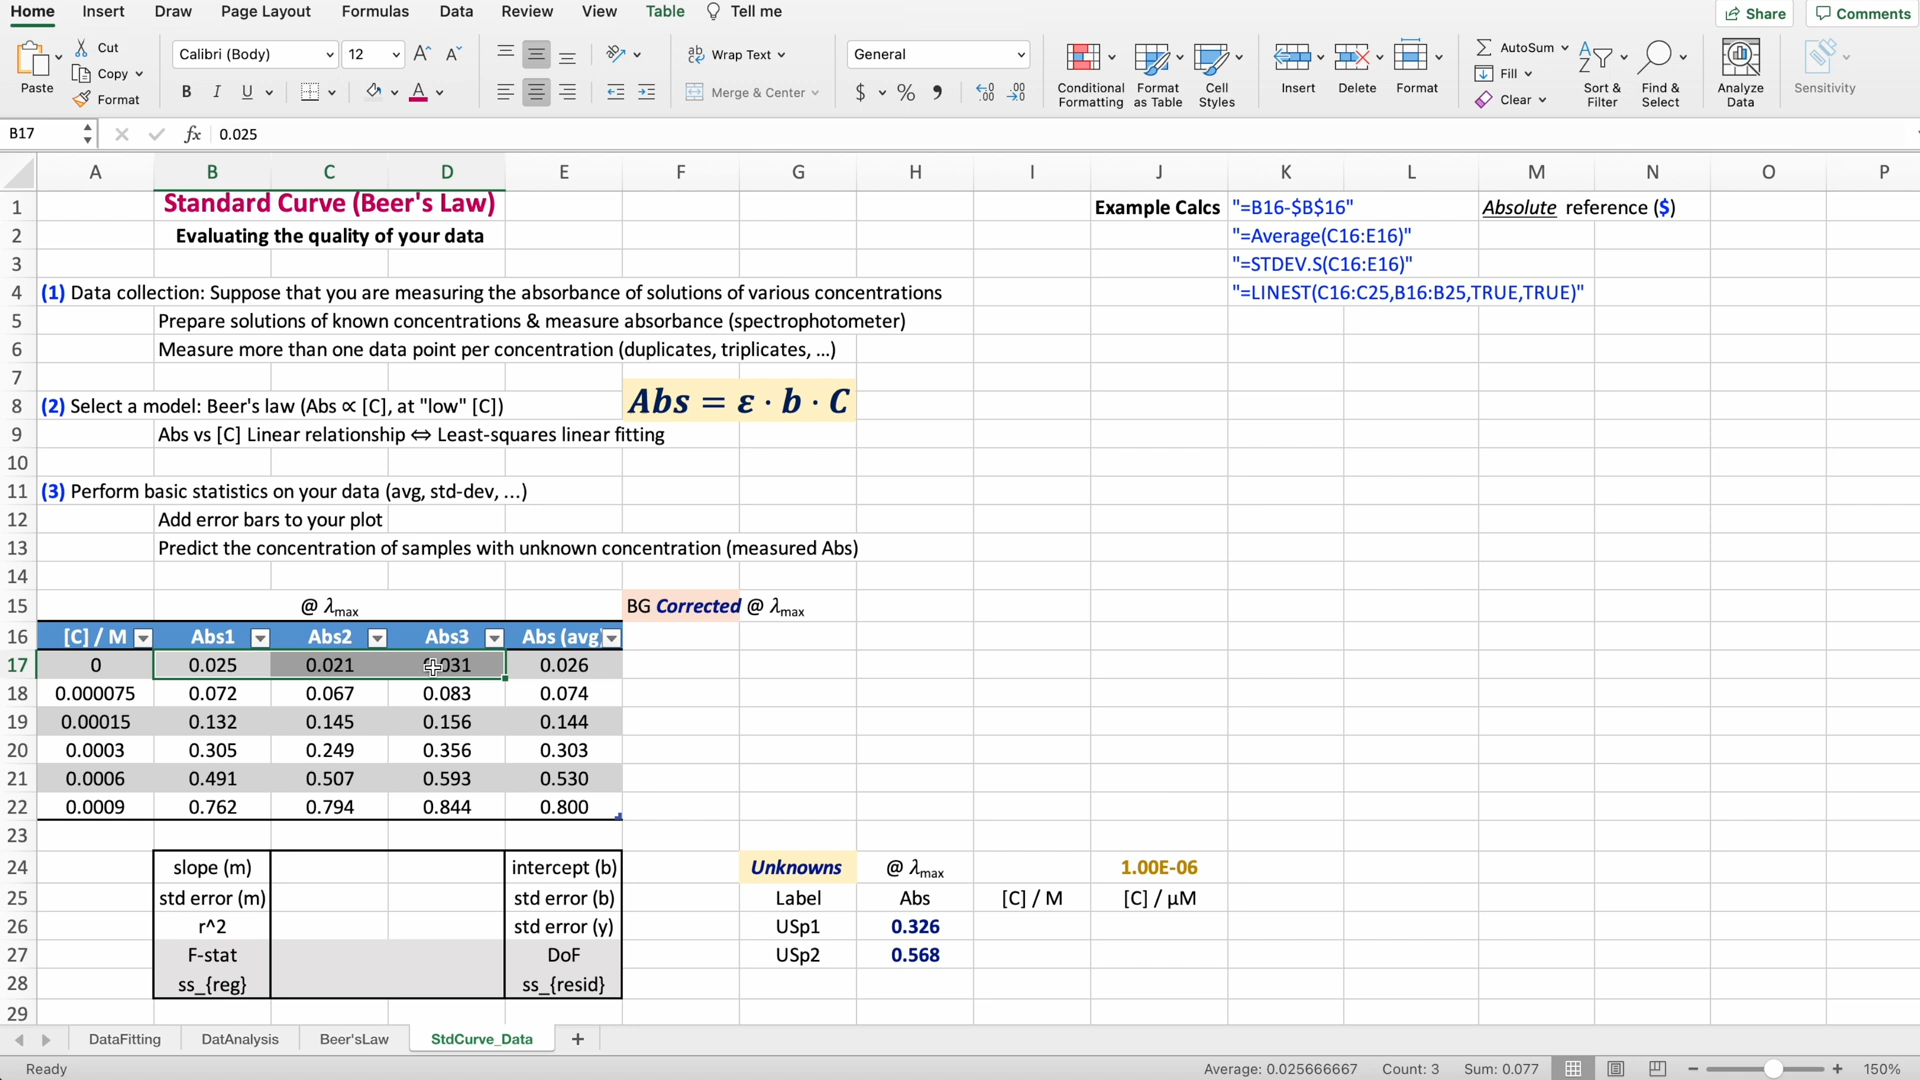 Home Insert Draw Page Layout Formulas Data Review View Table Tell me Share Comments
Paste Cut Copy Format
Calibri (Body) 12
B I U A A A
ab Wrap Text
Merge & Center
General
$ %
Conditional Formatting
Format as Table
Cell Styles
Insert Delete Format
AutoSum
Fill
Clear
Sort & Filter
Find & Select
Analyze Data
Sensitivity
B17 fx 0.025
A B C D E F G H I J K L M N O P
1 Standard Curve (Beer's Law) Example Calcs "=B16-$B$16" Absolute reference ($)
2 Evaluating the quality of your data "=Average(C16:E16)"
3 "=STDEV.S(C16:E16)"
4 (1) Data collection: Suppose that you are measuring the absorbance of solutions of various concentrations "=LINEST(C16:C25,B16:B25,TRUE,TRUE)"
5 Prepare solutions of known concentrations & measure absorbance (spectrophotometer)
6 Measure more than one data point per concentration (duplicates, triplicates, ...)
7
8 (2) Select a model: Beer's law (Abs ∝ [C], at "low" [C]) Abs = ε · b · C
9 Abs vs [C] Linear relationship ⇔ Least-squares linear fitting
10
11 (3) Perform basic statistics on your data (avg, std-dev, ...)
12 Add error bars to your plot
13 Predict the concentration of samples with unknown concentration (measured Abs)
14
15 @ λmax BG Corrected @ λmax
16 [C] / M Abs1 Abs2 Abs3 Abs (avg)
17 0 0.025 0.021 031 0.026
18 0.000075 0.072 0.067 0.083 0.074
19 0.00015 0.132 0.145 0.156 0.144
20 0.0003 0.305 0.249 0.356 0.303
21 0.0006 0.491 0.507 0.593 0.530
22 0.0009 0.762 0.794 0.844 0.800
23
24 slope (m) intercept (b) Unknowns @ λmax 1.00E-06
25 std error (m) std error (b) Label Abs [C] / M [C] / μM
26 r^2 std error (y) USp1 0.326
27 F-stat DoF USp2 0.568
28 ss_{reg} ss_{resid}
29
DataFitting DatAnalysis Beer'sLaw StdCurve_Data +
Ready Average: 0.025666667 Count: 3 Sum: 0.077 150%